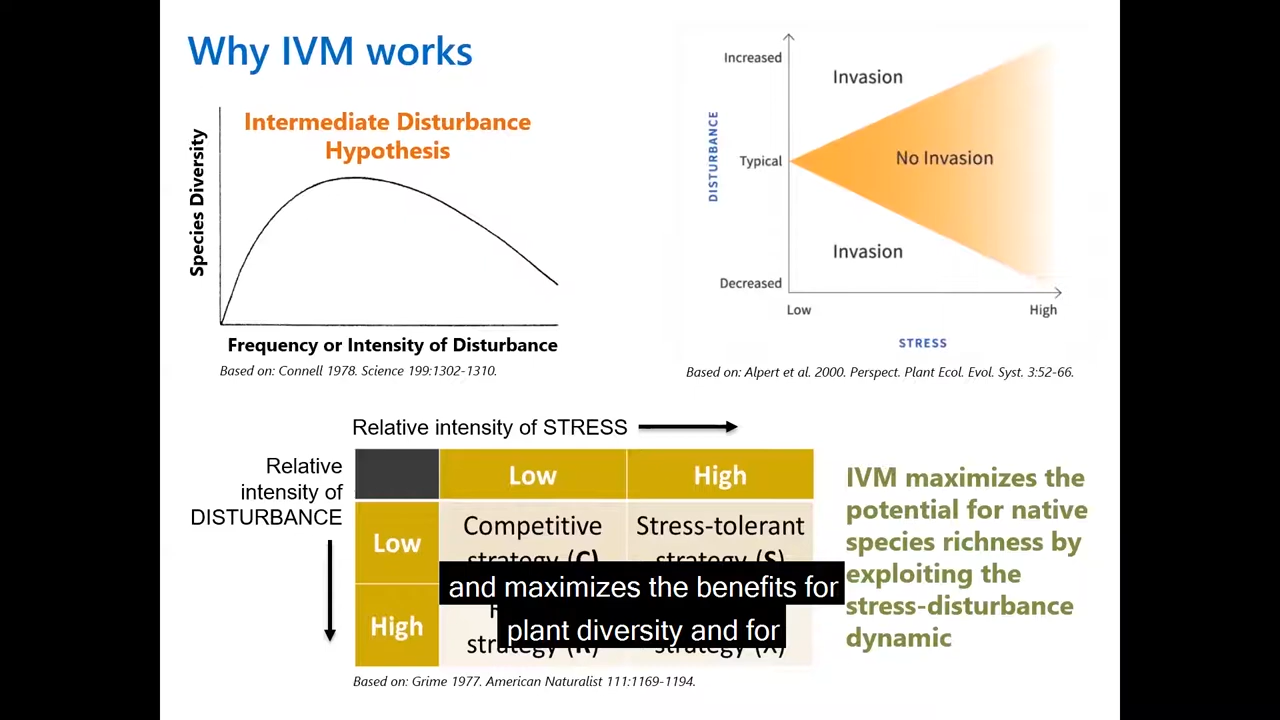 Why IVM works
Intermediate Disturbance
Hypothesis
Species Diversity
Frequency or Intensity of Disturbance
Based on: Connell 1978. Science 199:1302-1310.
DISTURBANCE
Increased
Typical
Decreased
Invasion
No Invasion
Invasion
Low
High
STRESS
Based on: Alpert et al. 2000. Perspect. Plant Ecol. Evol. Syst. 3:52-66.
Relative intensity of STRESS
Relative
intensity of
DISTURBANCE
Low
High
Low
Competitive
strategy (C)
Stress-tolerant
strategy (S)
High
strategy (R)
strategy (X)
and maximizes the benefits for
plant diversity and for
Based on: Grime 1977. American Naturalist 111:1169-1194.
IVM maximizes the
potential for native
species richness by
exploiting the
stress-disturbance
dynamic